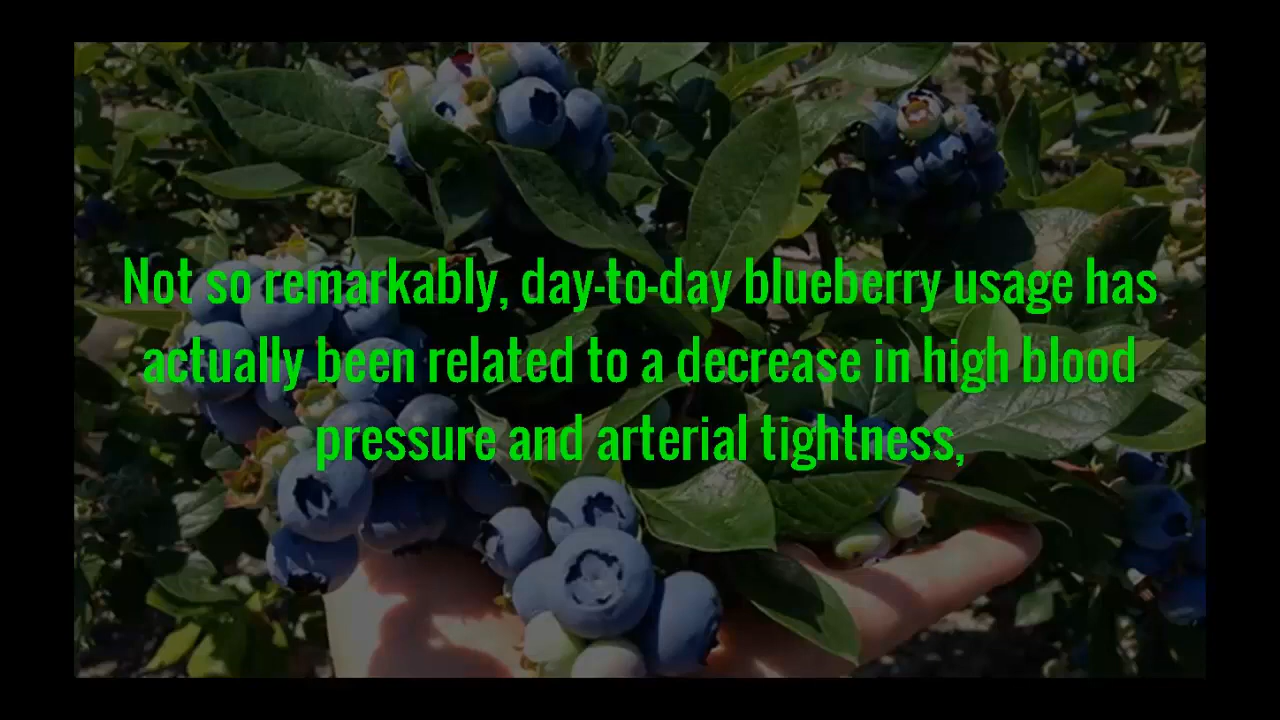 Not so remarkably, day-to-day blueberry usage has
actually been related to a decrease in high blood
pressure and arterial tightness,